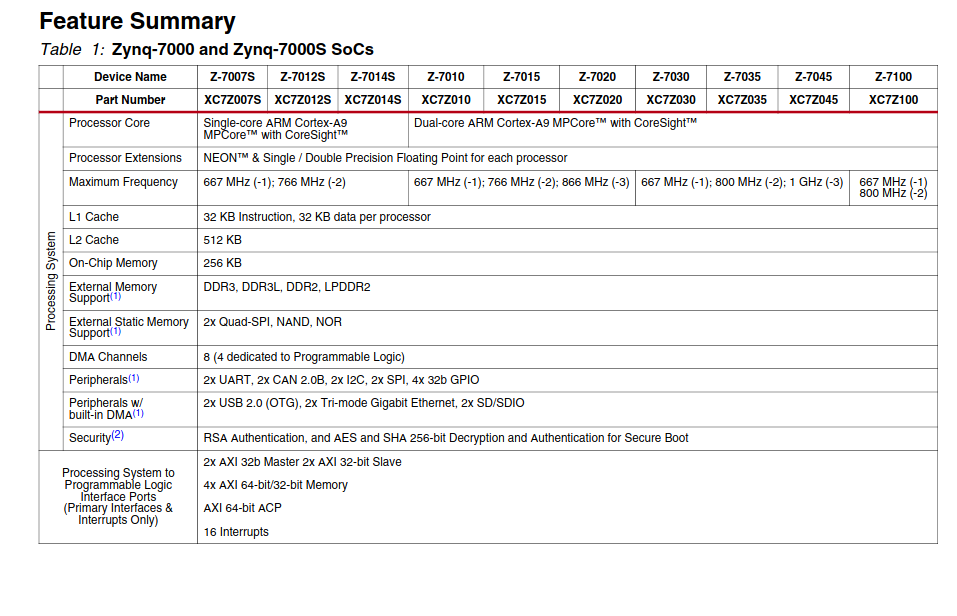 Feature Summary
Table 1: Zynq-7000 and Zynq-7000S SoCs
Device Name Z-7007S Z-7012S Z-7014S Z-7010 Z-7015 Z-7020 Z-7030 Z-7035 Z-7045 Z-7100
Part Number XC7Z007S XC7Z012S XC7Z014S XC7Z010 XC7Z015 XC7Z020 XC7Z030 XC7Z035 XC7Z045 XC7Z100
Processing System
Processor Core Single-core ARM Cortex-A9 Dual-core ARM Cortex-A9 MPCore™ with CoreSight™
MPCore™ with CoreSight™
Processor Extensions NEON™ & Single / Double Precision Floating Point for each processor
Maximum Frequency 667 MHz (-1); 766 MHz (-2) 667 MHz (-1); 766 MHz (-2); 866 MHz (-3) 667 MHz (-1); 800 MHz (-2); 1 GHz (-3) 667 MHz (-1)
800 MHz (-2)
L1 Cache 32 KB Instruction, 32 KB data per processor
L2 Cache 512 KB
On-Chip Memory 256 KB
External Memory DDR3, DDR3L, DDR2, LPDDR2
Support(1)
External Static Memory 2x Quad-SPI, NAND, NOR
Support(1)
DMA Channels 8 (4 dedicated to Programmable Logic)
Peripherals(1) 2x UART, 2x CAN 2.0B, 2x I2C, 2x SPI, 4x 32b GPIO
Peripherals w/ 2x USB 2.0 (OTG), 2x Tri-mode Gigabit Ethernet, 2x SD/SDIO
built-in DMA(1)
Security(2) RSA Authentication, and AES and SHA 256-bit Decryption and Authentication for Secure Boot
Processing System to
Programmable Logic
Interface Ports
(Primary Interfaces &
Interrupts Only)
2x AXI 32b Master 2x AXI 32-bit Slave
4x AXI 64-bit/32-bit Memory
AXI 64-bit ACP
16 Interrupts